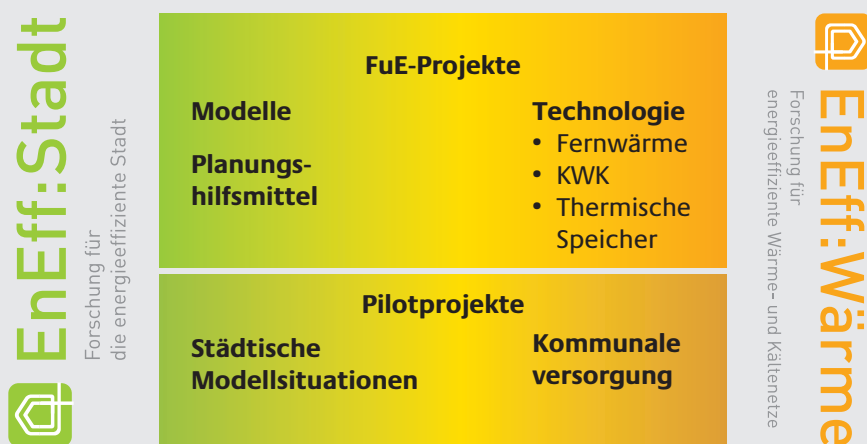 EnEff:Stadt
Forschung für
die energieeffiziente Stadt
FuE-Projekte
Modelle
Planungs-
hilfsmittel
Technologie
• Fernwärme
• KWK
• Thermische
Speicher
Pilotprojekte
Städtische
Modellsituationen
Kommunale
versorgung
EnEff:Wärme
Forschung für
energieeffiziente Wärme- und Kältenetze